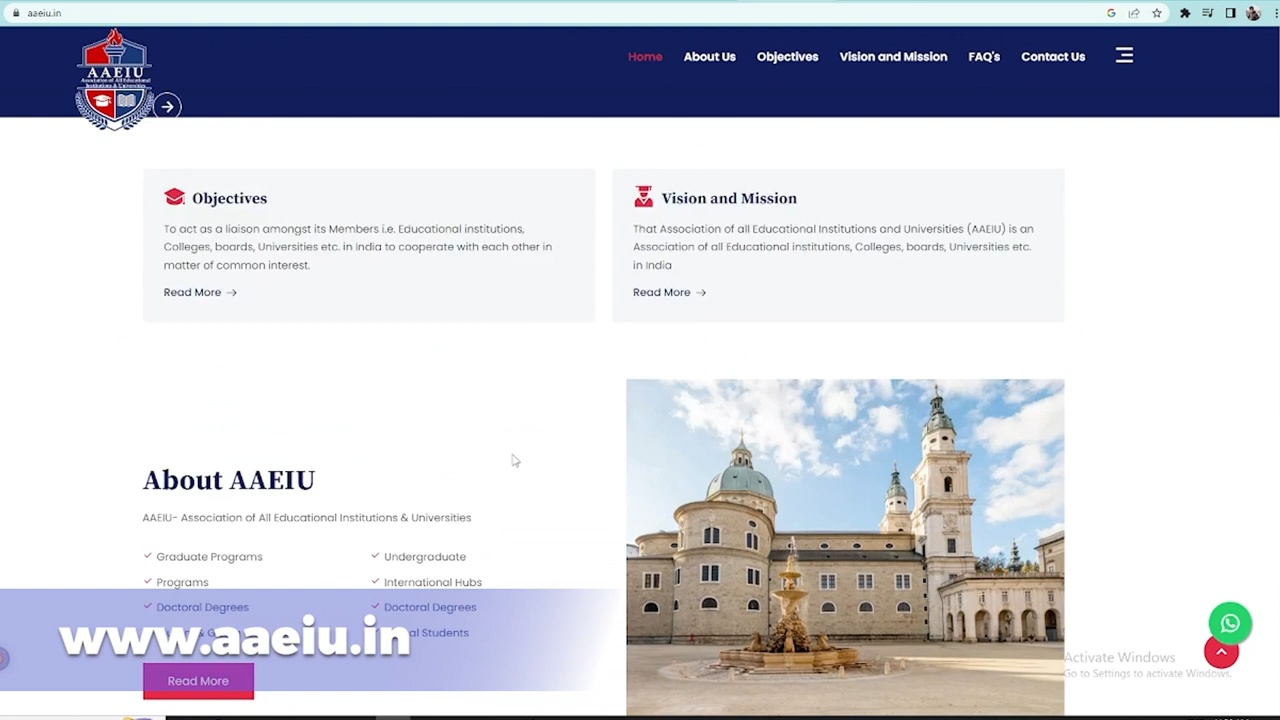 aaeiu.in
Home About Us Objectives Vision and Mission FAQ's Contact Us
AAEIU
Association of All Educational
Institutions & Universities
Objectives
To act as a liaison amongst its Members i.e. Educational institutions,
Colleges, boards, Universities etc. in India to cooperate with each other in
matter of common interest.
Read More
Vision and Mission
That Association of all Educational Institutions and Universities (AAEIU) is an
Association of all Educational institutions, Colleges, boards, Universities etc.
in India
Read More
About AAEIU
AAEIU- Association of All Educational Institutions & Universities
Graduate Programs
Undergraduate
Programs
International Hubs
Doctoral Degrees
Doctoral Degrees
Students
www.aaeiu.in
Read More
Activate Windows
Go to Settings to activate Windows.